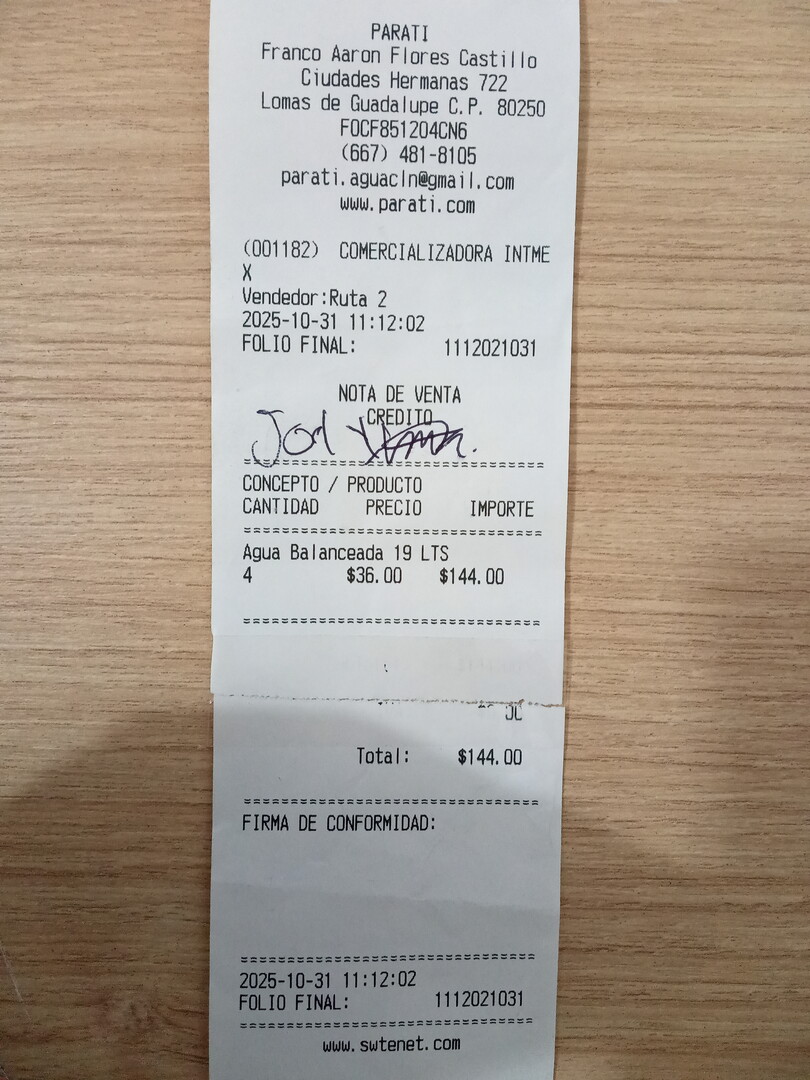 PARATI
Franco Aaron Flores Castillo
Ciudades Hermanas 722
Lomas de Guadalupe C.P. 80250
FOCF851204CN6
(667) 481-8105
parati.aguacln@gmail.com
www.parati.com
(001182) COMERCIALIZADORA INTME
X
Vendedor:Ruta 2
2025-10-31 11:12:02
FOLIO FINAL: 1112021031
NOTA DE VENTA
CREDITO
==============================
CONCEPTO / PRODUCTO
CANTIDAD PRECIO IMPORTE
==============================
Agua Balanceada 19 LTS
4 $36.00 $144.00
==============================
Total: $144.00
==============================
FIRMA DE CONFORMIDAD:
==============================
2025-10-31 11:12:02
FOLIO FINAL: 1112021031
==============================
www.swtenet.com